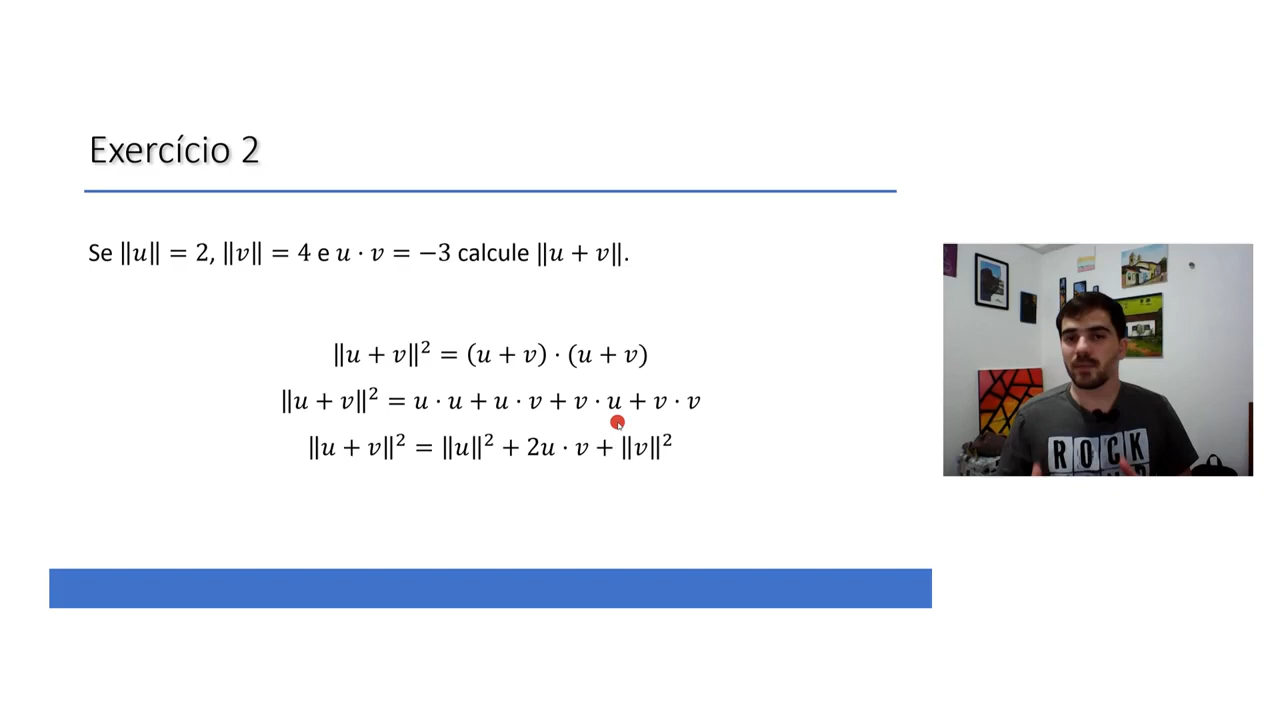 Exercício 2
Se ‖u‖ = 2, ‖v‖ = 4 e u · v = −3 calcule ‖u + v‖.
‖u + v‖² = (u + v) · (u + v)
‖u + v‖² = u · u + u · v + v · u + v · v
‖u + v‖² = ‖u‖² + 2u · v + ‖v‖²
ROCK